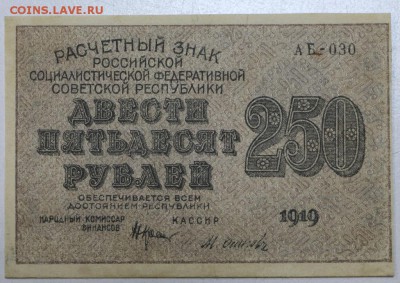 COINS.LAVE.RU
РАСЧЕТНЫЙ ЗНАК
РОССИЙСКОЙ
СОЦИАЛИСТИЧЕСКОЙ ФЕДЕРАТИВНОЙ
СОВЕТСКОЙ РЕСПУБЛИКИ
АБ-030
ДВЕСТИ
ПЯТЬДЕСЯТ
РУБЛЕЙ
250
ОБЕСПЕЧИВАЕТСЯ ВСЕМ
ДОСТОЯНИЕМ РЕСПУБЛИКИ
НАРОДНЫЙ КОМИССАР
ФИНАНСОВ
КАССИР
1919